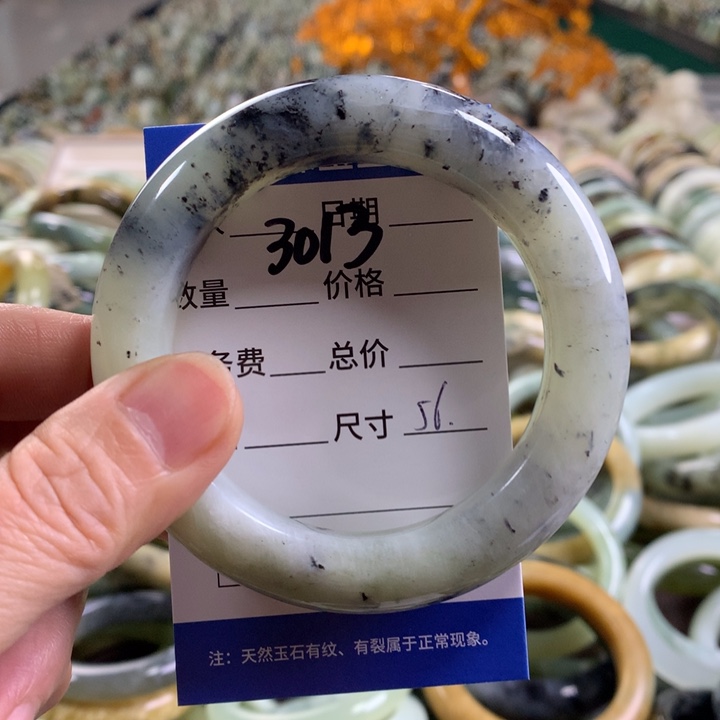 日期
3013
数量 价格
务费 总价
尺寸 56.
注：天然玉石有纹、有裂属于正常现象。